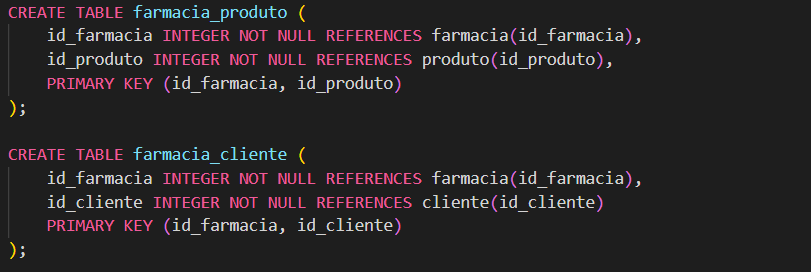 CREATE TABLE farmacia_produto (
    id_farmacia INTEGER NOT NULL REFERENCES farmacia(id_farmacia),
    id_produto INTEGER NOT NULL REFERENCES produto(id_produto),
    PRIMARY KEY (id_farmacia, id_produto)
);

CREATE TABLE farmacia_cliente (
    id_farmacia INTEGER NOT NULL REFERENCES farmacia(id_farmacia),
    id_cliente INTEGER NOT NULL REFERENCES cliente(id_cliente)
    PRIMARY KEY (id_farmacia, id_cliente)
);